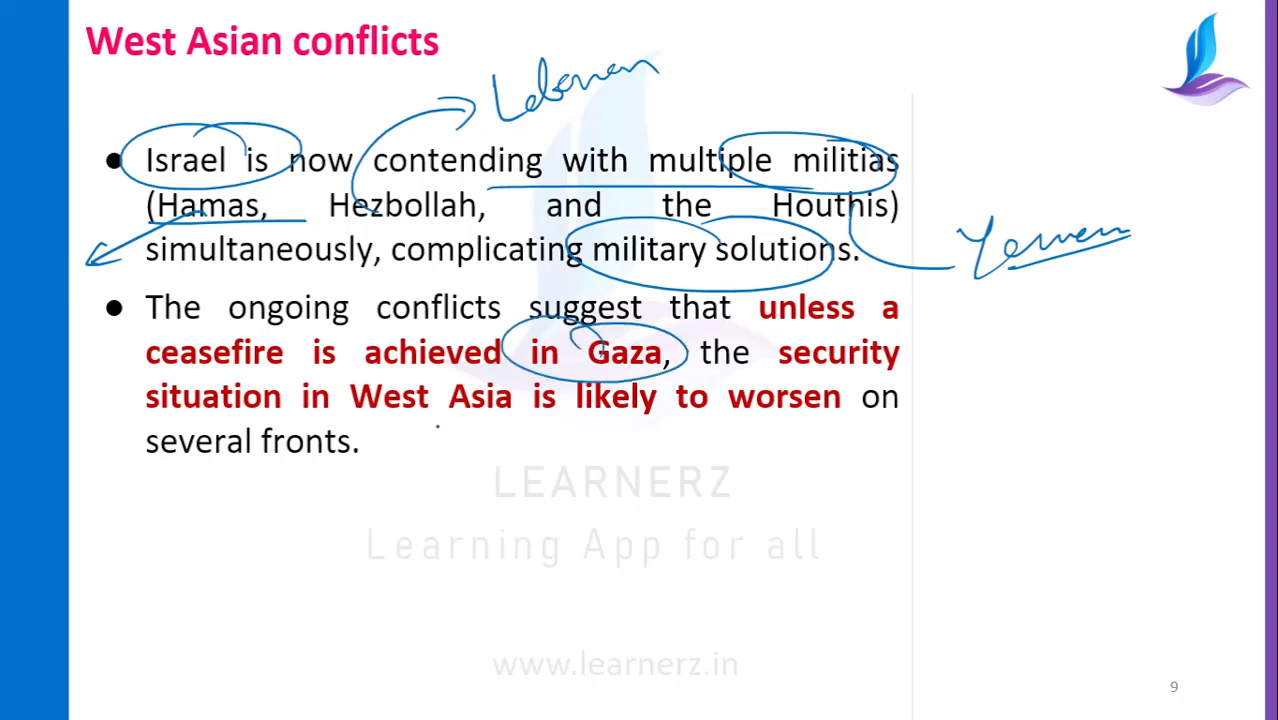 West Asian conflicts
Lebanon
● Israel is now contending with multiple militias
(Hamas, Hezbollah, and the Houthis)
simultaneously, complicating military solutions.
Yemen
● The ongoing conflicts suggest that unless a
ceasefire is achieved in Gaza, the security
situation in West Asia is likely to worsen on
several fronts.
LEARNERZ
Learning App for all
www.learnerz.in
9